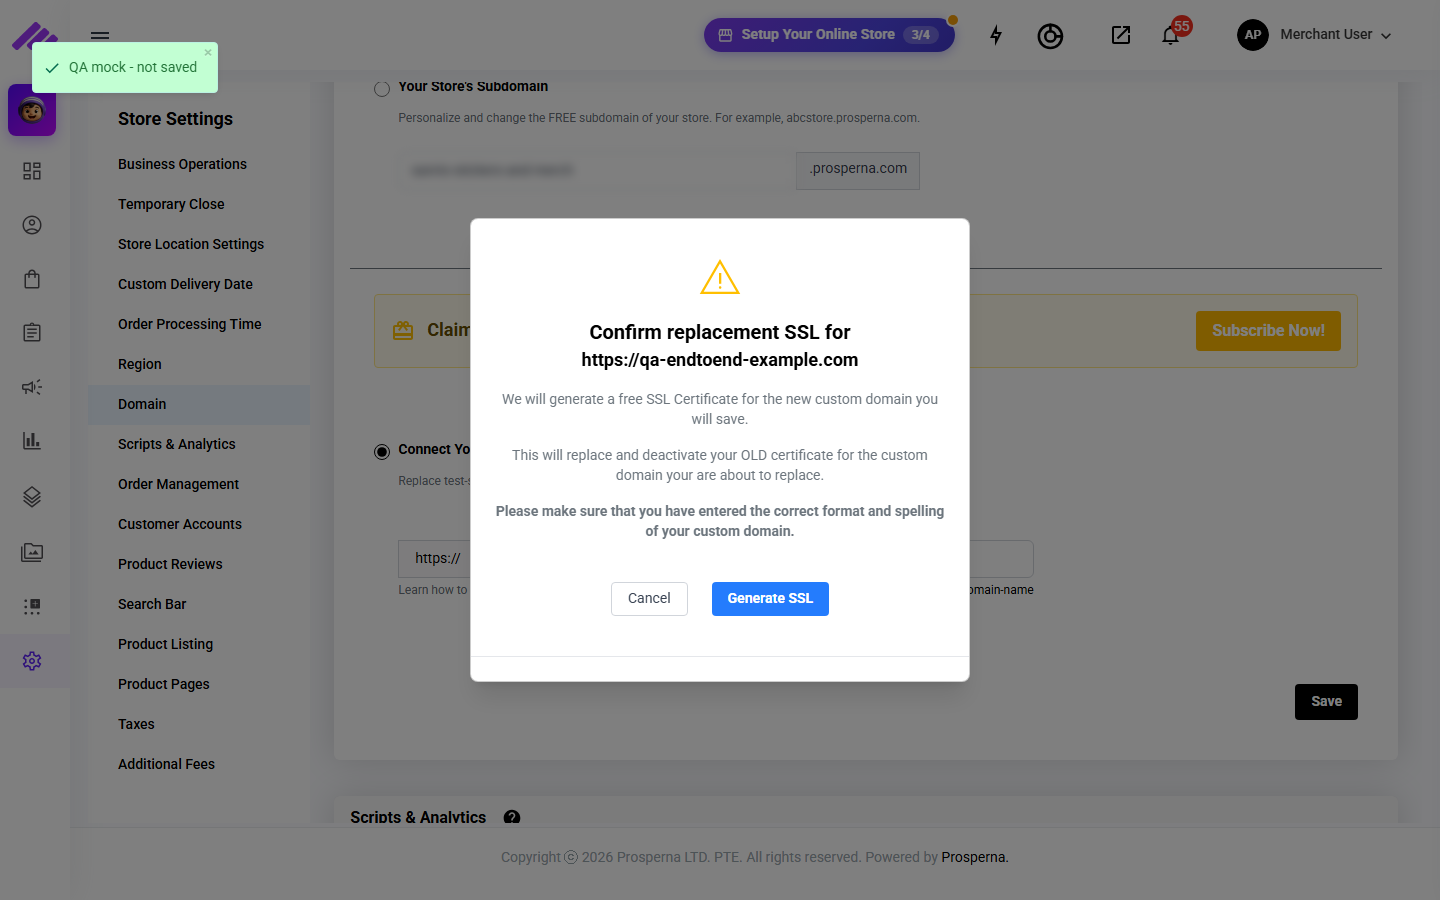 Setup Your Online Store 3/4
55
AP Merchant User
QA mock - not saved
×
Store Settings
Business Operations
Temporary Close
Store Location Settings
Custom Delivery Date
Order Processing Time
Region
Domain
Scripts & Analytics
Order Management
Customer Accounts
Product Reviews
Search Bar
Product Listing
Product Pages
Taxes
Additional Fees
Your Store's Subdomain
Personalize and change the FREE subdomain of your store. For example, abcstore.prosperna.com.
.prosperna.com
Claim
Subscribe Now!
Connect Yo
Replace test-s
https://
Learn how to
omain-name
Confirm replacement SSL for
https://qa-endtoend-example.com
We will generate a free SSL Certificate for the new custom domain you
will save.
This will replace and deactivate your OLD certificate for the custom
domain your are about to replace.
Please make sure that you have entered the correct format and spelling
of your custom domain.
Cancel
Generate SSL
Save
Scripts & Analytics
Copyright © 2026 Prosperna LTD. PTE. All rights reserved. Powered by Prosperna.